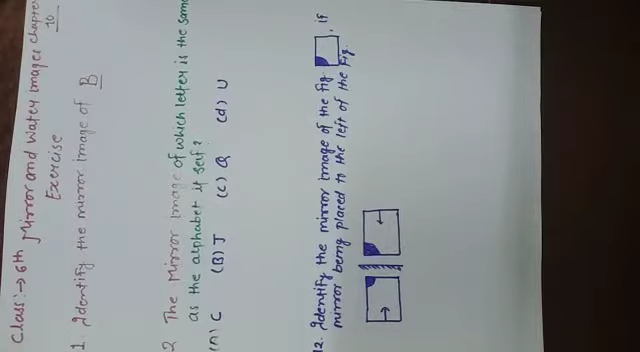 Class:→ 6th Mirror and Water images chapter
10
Exercise
1. Identify the mirror image of B
2 The Mirror Image of which letter is the same
as the alphabet it self?
(A) C (B) J (C) Q (d) U
12. Identify the mirror image of the fig , if
mirror being placed to the left of the fig.